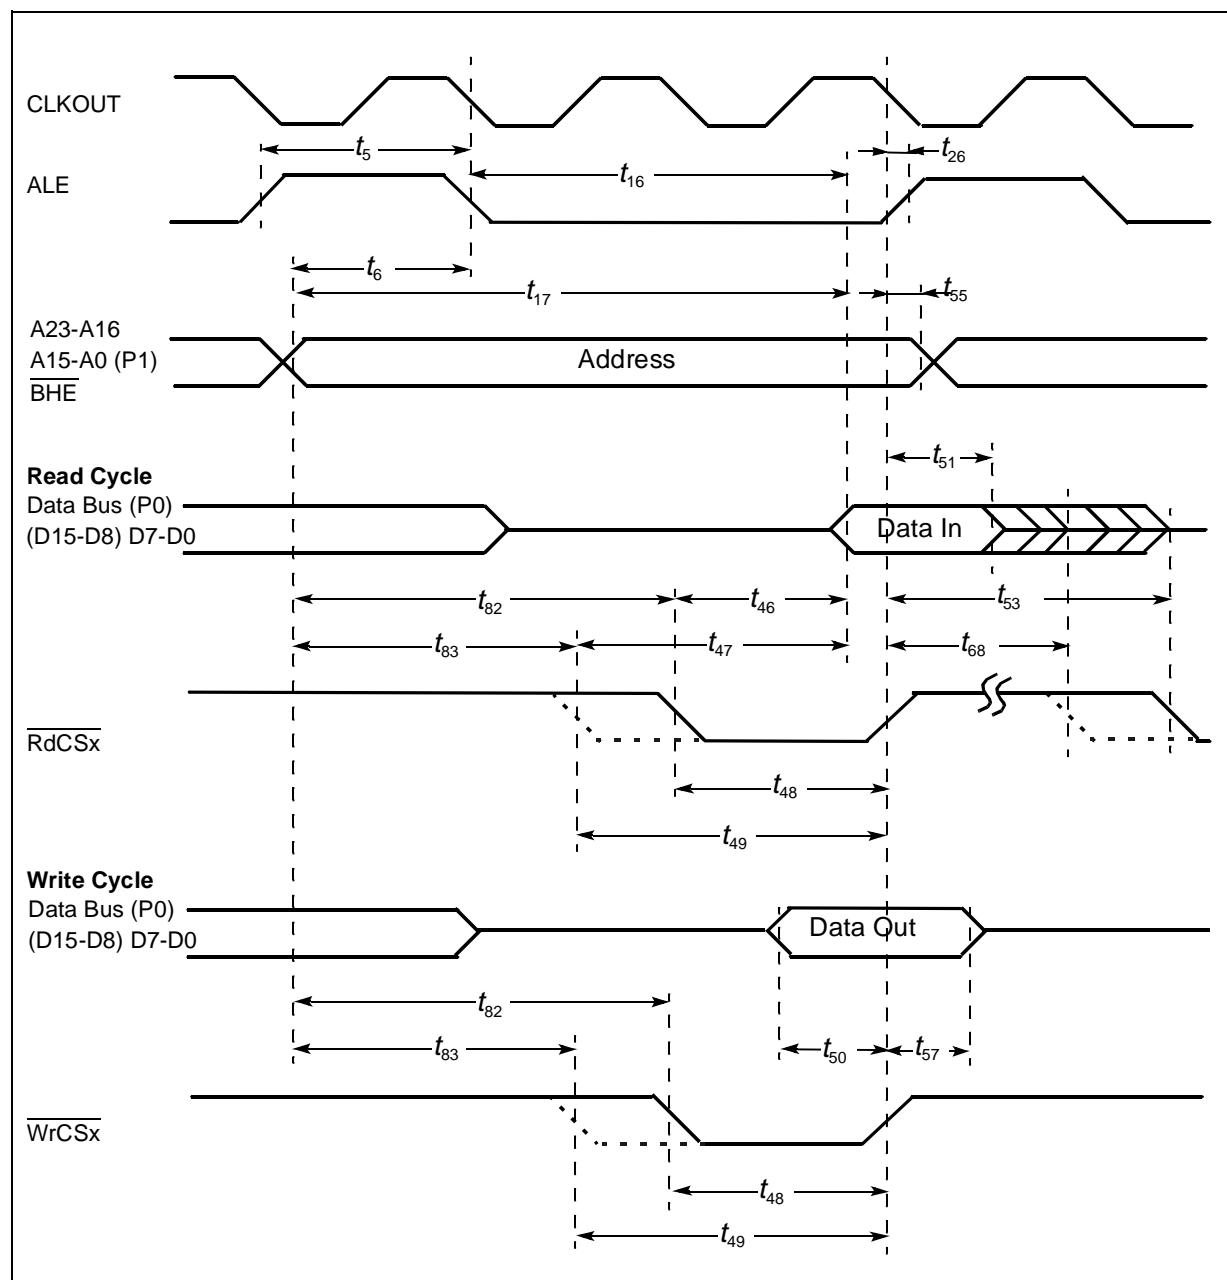 CLKOUT
t5
t26
ALE
t16
t6
t17
t55
A23-A16
A15-A0 (P1)
BHE
Address
t51
Read Cycle
Data Bus (P0)
(D15-D8) D7-D0
Data In
t82
t46
t53
t83
t47
t68
RdCSx
t48
t49
Write Cycle
Data Bus (P0)
(D15-D8) D7-D0
Data Out
t82
t83
t50
t57
WrCSx
t48
t49